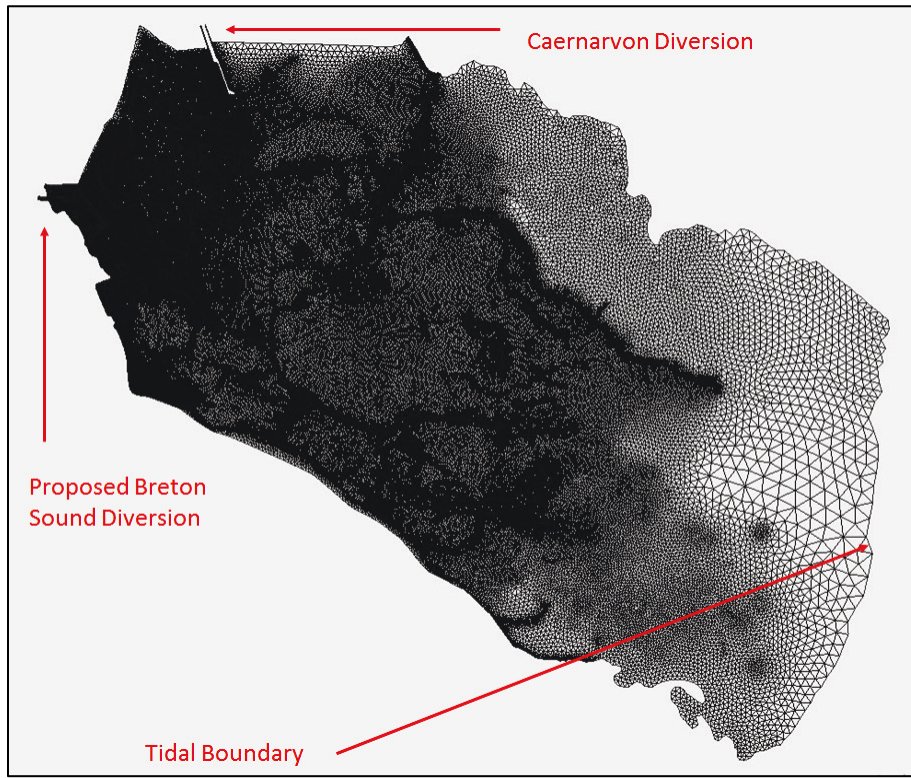 Caernarvon Diversion
Proposed Breton
Sound Diversion
Tidal Boundary